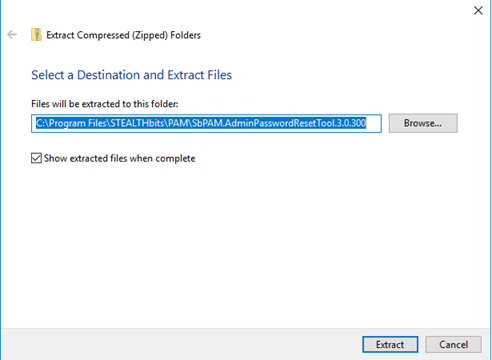 Extract Compressed (Zipped) Folders
Select a Destination and Extract Files
Files will be extracted to this folder:
C:\Program Files\STEALTHbits\PAM\SbPAM.AdminPasswordResetTool.3.0.300
Browse...
Show extracted files when complete
Extract
Cancel